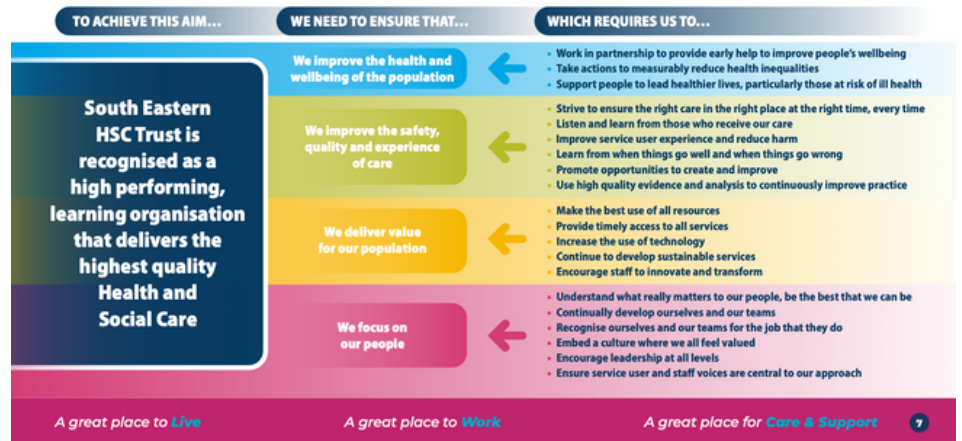 TO ACHIEVE THIS AIM...
WE NEED TO ENSURE THAT...
WHICH REQUIRES US TO...
South Eastern
HSC Trust is
recognised as a
high performing,
learning organisation
that delivers the
highest quality
Health and
Social Care
We improve the health and
wellbeing of the population
• Work in partnership to provide early help to improve people's wellbeing
• Take actions to measurably reduce health inequalities
• Support people to lead healthier lives, particularly those at risk of ill health
We improve the safety,
quality and experience
of care
• Strive to ensure the right care in the right place at the right time, every time
• Listen and learn from those who receive our care
• Improve service user experience and reduce harm
• Learn from when things go well and when things go wrong
• Promote opportunities to create and improve
• Use high quality evidence and analysis to continuously improve practice
We deliver value
for our population
• Make the best use of all resources
• Provide timely access to all services
• Increase the use of technology
• Continue to develop sustainable services
• Encourage staff to innovate and transform
We focus on
our people
• Understand what really matters to our people, be the best that we can be
• Continually develop ourselves and our teams
• Recognise ourselves and our teams for the job that they do
• Embed a culture where we all feel valued
• Encourage leadership at all levels
• Ensure service user and staff voices are central to our approach
A great place to Live
A great place to Work
A great place for Care & Support
7